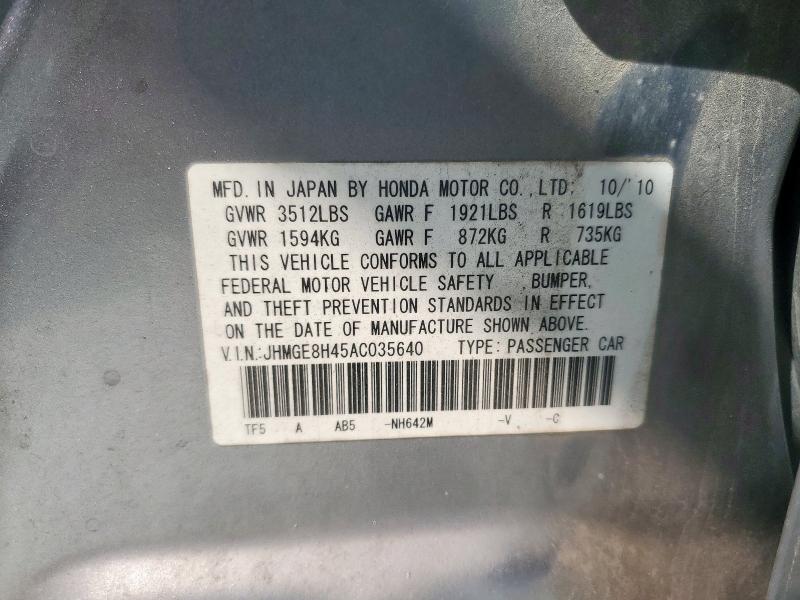 MFD. IN JAPAN BY HONDA MOTOR CO.,LTD: 10/'10
GVWR 3512LBS GAWR F 1921LBS R 1619LBS
GVWR 1594KG GAWR F 872KG R 735KG
THIS VEHICLE CONFORMS TO ALL APPLICABLE
FEDERAL MOTOR VEHICLE SAFETY ,BUMPER,
AND THEFT PREVENTION STANDARDS IN EFFECT
ON THE DATE OF MANUFACTURE SHOWN ABOVE.
V.I.N.:JHMGE8H45AC035640 TYPE: PASSENGER CAR
TF5 A AB5 -NH642M -V -C